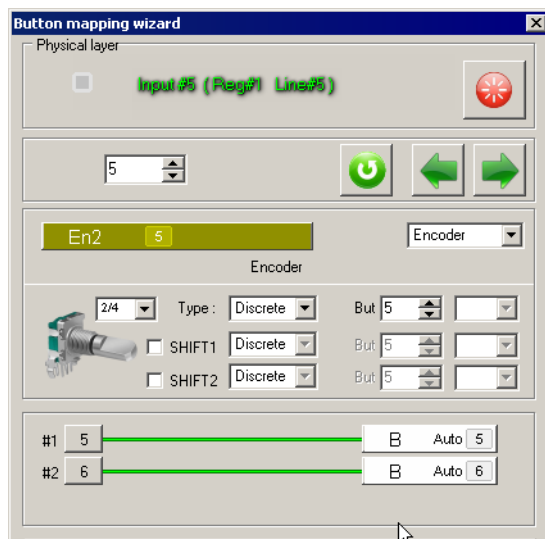 Button mapping wizard
Physical layer
Input #5 ( Reg#1 Line#5 )
5
En2 5 Encoder
Encoder
2/4 Type : Discrete But 5
SHIFT1 Discrete But 5
SHIFT2 Discrete But 5
#1 5 B Auto 5
#2 6 B Auto 6